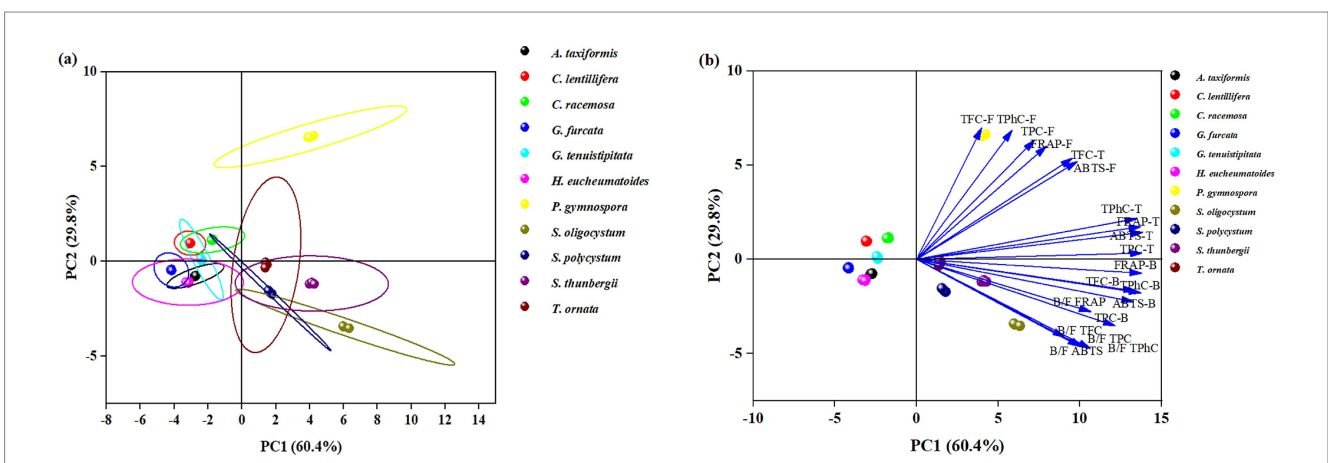 (a)
10
5
0
-5
-8 -6 -4 -2 0 2 4 6 8 10 12 14
PC2 (29.8%)
PC1 (60.4%)
A. taxiformis
C. lentillifera
C. racemosa
G. furcata
G. tenuistipitata
H. eucheumatoides
P. gymnospora
S. oligocystum
S. polycystum
S. thunbergii
T. ornata
(b)
10
5
0
-5
-10 -5 0 5 10 15
PC2 (29.8%)
PC1 (60.4%)
TFC-F TPhC-F
TPC-F
FRAP-F
TFC-T
ABTS-F
TPhC-T
FRAP-T
ABTS-T
TPC-T
FRAP-B
TFC-B
TPhC-B
ABTS-B
B/F FRAP
TPC-B
B/F TFC
B/F TPC
B/F ABTS
B/F TPhC
A. taxiformis
C. lentillifera
C. racemosa
G. furcata
G. tenuistipitata
H. eucheumatoides
P. gymnospora
S. oligocystum
S. polycystum
S. thunbergii
T. ornata